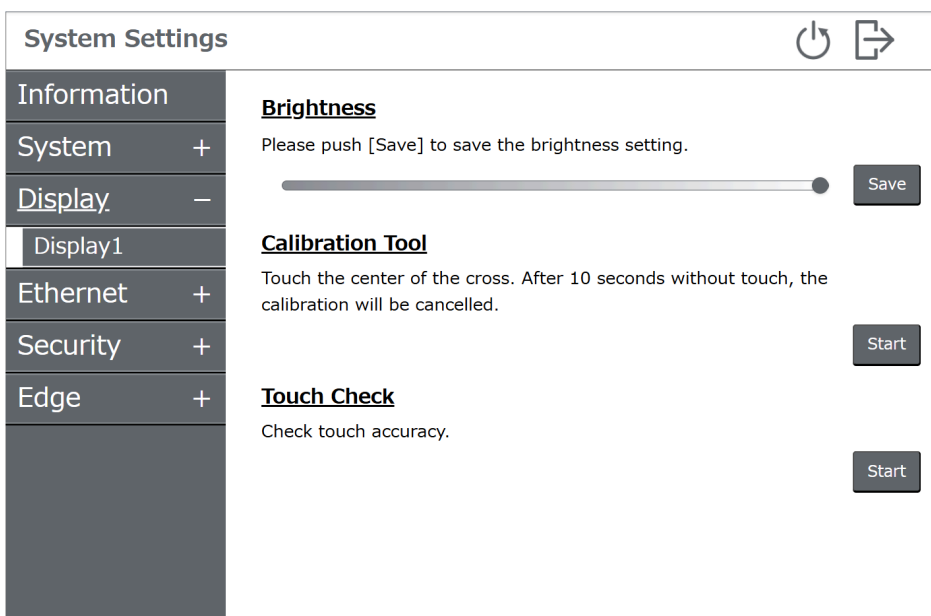 System Settings
Information
System +
Display −
Display1
Ethernet +
Security +
Edge +
Brightness
Please push [Save] to save the brightness setting.
Save
Calibration Tool
Touch the center of the cross. After 10 seconds without touch, the
calibration will be cancelled.
Start
Touch Check
Check touch accuracy.
Start